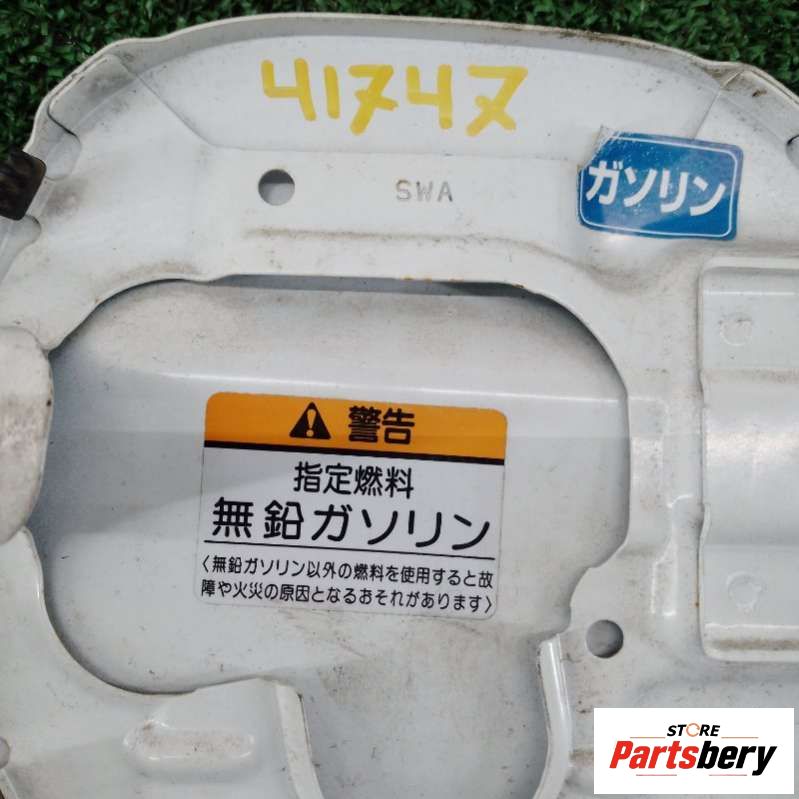 41747
SWA
ガソリン
警告
指定燃料
無鉛ガソリン
〈無鉛ガソリン以外の燃料を使用すると故
障や火災の原因となるおそれがあります〉
STORE
Partsbery